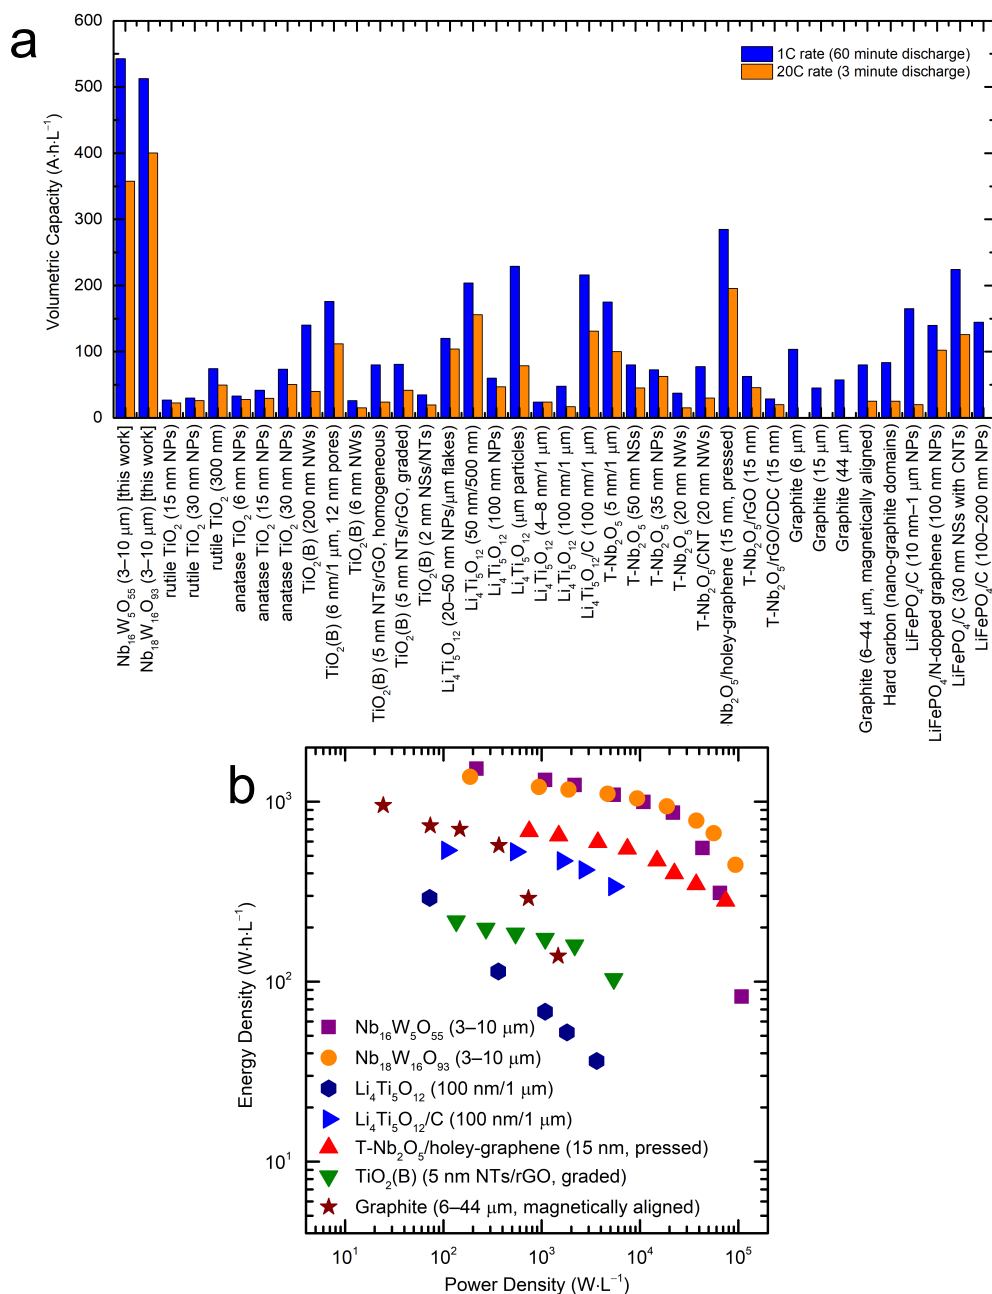 a
600
500
400
300
200
100
0
Volumetric Capacity (A·h·L⁻¹)
1C rate (60 minute discharge)
20C rate (3 minute discharge)
Nb₁₆W₅O₅₅ (3–10 μm) [this work]
Nb₁₈W₁₆O₉₃ (3–10 μm) [this work]
rutile TiO₂ (15 nm NPs)
rutile TiO₂ (30 nm NPs)
rutile TiO₂ (300 nm)
anatase TiO₂ (6 nm NPs)
anatase TiO₂ (15 nm NPs)
anatase TiO₂ (30 nm NPs)
TiO₂(B) (200 nm NWs)
TiO₂(B) (6 nm/1 μm, 12 nm pores)
TiO₂(B) (6 nm NWs)
TiO₂(B) (5 nm NTs/rGO, homogeneous)
TiO₂(B) (5 nm NTs/rGO, graded)
TiO₂(B) (2 nm NSs/NTs)
Li₄Ti₅O₁₂ (20–50 nm NPs/μm flakes)
Li₄Ti₅O₁₂ (50 nm/500 nm)
Li₄Ti₅O₁₂ (100 nm)
Li₄Ti₅O₁₂ (μm particles)
Li₄Ti₅O₁₂ (4–8 nm/1 μm)
Li₄Ti₅O₁₂ (100 nm/1 μm)
Li₄Ti₅O₁₂/C (100 nm/1 μm)
T-Nb₂O₅ (5 nm/1 μm)
T-Nb₂O₅ (50 nm NSs)
T-Nb₂O₅ (35 nm NPs)
T-Nb₂O₅ (20 nm NWs)
T-Nb₂O₅/CNT (20 nm NWs)
Nb₂O₅/holey-graphene (15 nm, pressed)
T-Nb₂O₅/rGO (15 nm)
T-Nb₂O₅/rGO/CDC (15 nm)
Graphite (6 μm)
Graphite (15 μm)
Graphite (44 μm)
Graphite (6–44 μm, magnetically aligned)
Hard carbon (nano-graphite domains)
LiFePO₄/C (10 nm–1 μm)
LiFePO₄/N-doped graphene (100 nm)
LiFePO₄/C (30 nm NSs with CNTs)
LiFePO₄/C (100–200 nm)
b
10³
10²
10¹
Energy Density (W·h·L⁻¹)
Nb₁₆W₅O₅₅ (3–10 μm)
Nb₁₈W₁₆O₉₃ (3–10 μm)
Li₄Ti₅O₁₂ (100 nm/1 μm)
Li₄Ti₅O₁₂/C (100 nm/1 μm)
T-Nb₂O₅/holey-graphene (15 nm, pressed)
TiO₂(B) (5 nm NTs/rGO, graded)
Graphite (6–44 μm, magnetically aligned)
10¹ 10² 10³ 10⁴ 10⁵
Power Density (W·L⁻¹)